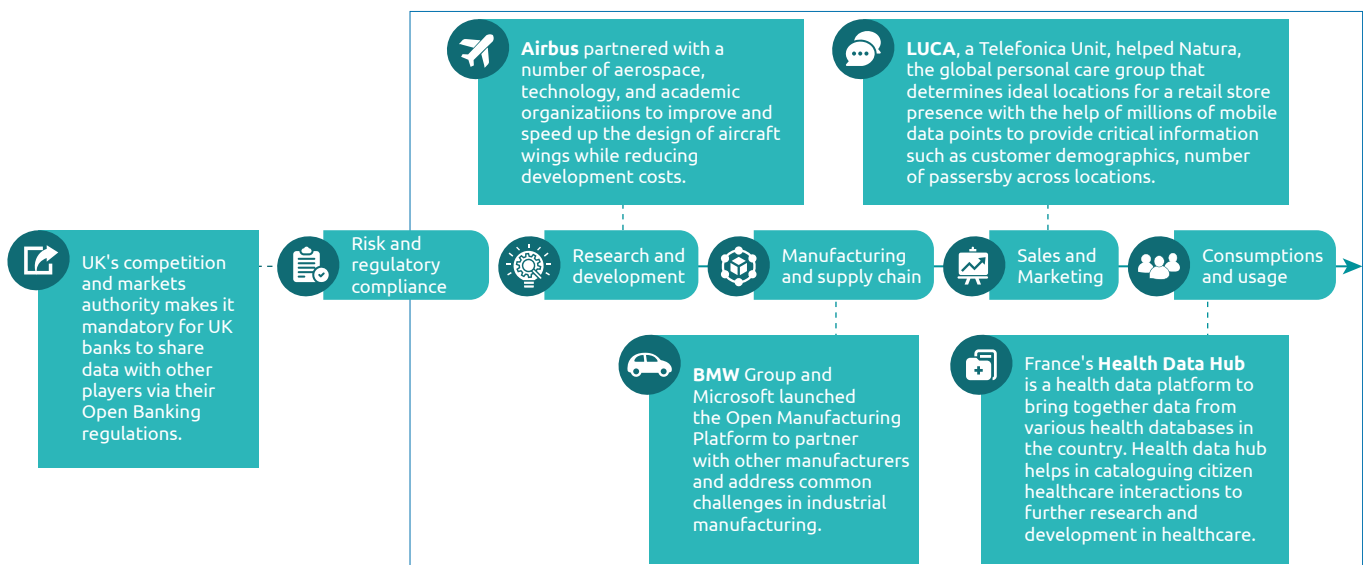 Airbus partnered with a
number of aerospace,
technology, and academic
organizatiions to improve and
speed up the design of aircraft
wings while reducing
development costs.
LUCA, a Telefonica Unit, helped Natura,
the global personal care group that
determines ideal locations for a retail store
presence with the help of millions of mobile
data points to provide critical information
such as customer demographics, number
of passersby across locations.
UK's competition
and markets
authority makes it
mandatory for UK
banks to share
data with other
players via their
Open Banking
regulations.
Risk and
regulatory
compliance
Research and
development
Manufacturing
and supply chain
Sales and
Marketing
Consumptions
and usage
BMW Group and
Microsoft launched
the Open Manufacturing
Platform to partner
with other manufacturers
and address common
challenges in industrial
manufacturing.
France's Health Data Hub
is a health data platform to
bring together data from
various health databases in
the country. Health data hub
helps in cataloguing citizen
healthcare interactions to
further research and
development in healthcare.